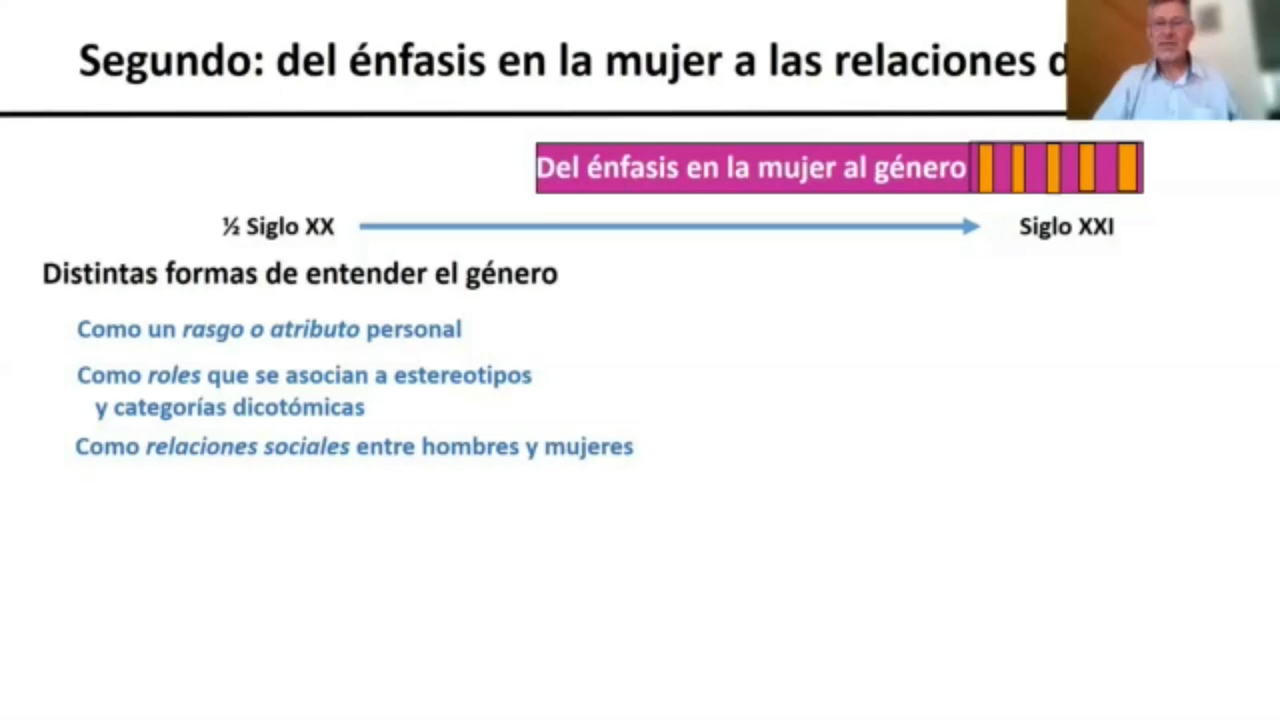 Segundo: del énfasis en la mujer a las relaciones
Del énfasis en la mujer al género
½ Siglo XX
Siglo XXI
Distintas formas de entender el género
Como un rasgo o atributo personal
Como roles que se asocian a estereotipos
y categorías dicotómicas
Como relaciones sociales entre hombres y mujeres